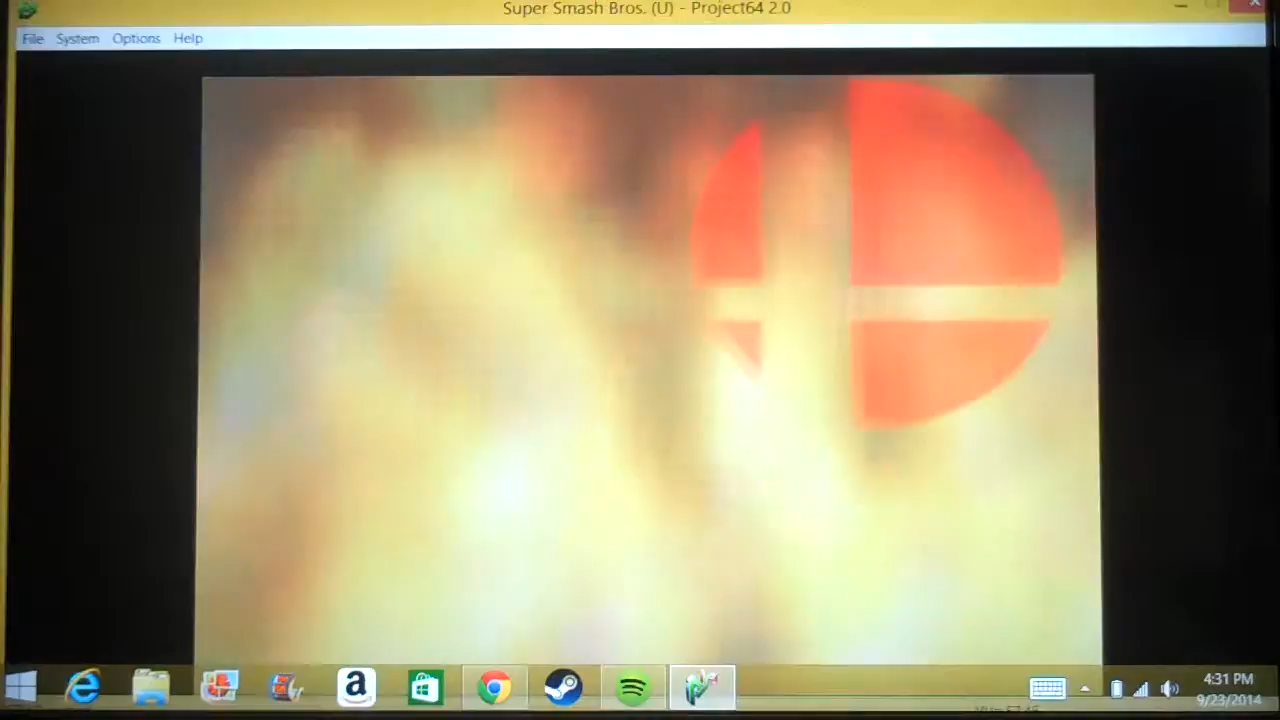 Super Smash Bros. (U) - Project64 2.0
File System Options Help
a
4:31 PM
9/23/2014